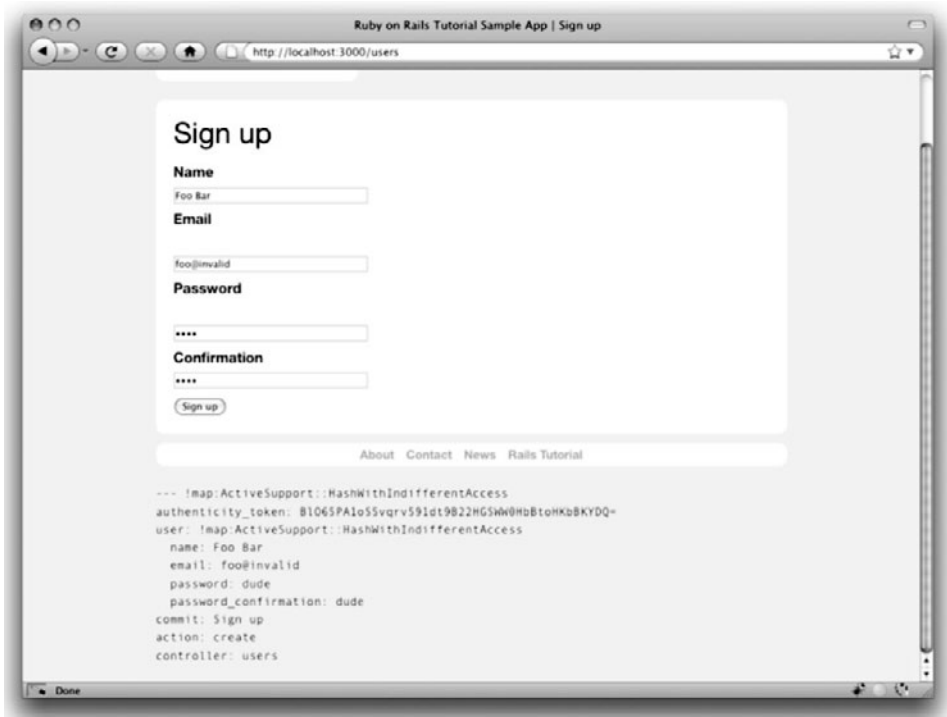 Ruby on Rails Tutorial Sample App | Sign up
http://localhost:3000/users
Sign up
Name
Foo Bar
Email
foo@invalid
Password
••••
Confirmation
••••
Sign up
About Contact News Rails Tutorial
--- !map:ActiveSupport::HashWithIndifferentAccess
authenticity_token:
user: !map:ActiveSupport::HashWithIndifferentAccess
name: Foo Bar
email: foo@invalid
password: dude
password_confirmation: dude
commit: Sign up
action: create
controller: users
Done